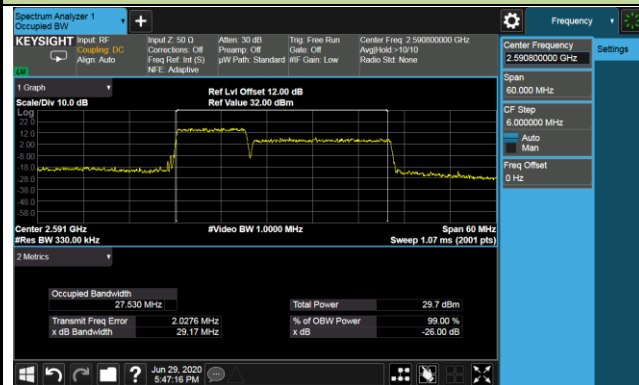 Spectrum Analyzer 1
Occupied BW
+
Frequency
KEYSIGHT
Input: RF
Coupling: DC
Align: Auto
Input Z: 50 Ω
Corrections: Off
Freq Ref: Int (S)
NFE: Adaptive
Atten: 30 dB
Preamp: Off
µW Path: Standard
Trig: Free Run
Gate: Off
#IF Gain: Low
Center Freq: 2.590800000 GHz
Avg|Hold:>10/10
Radio Std: None
Center Frequency
2.590800000 GHz
Settings
Span
60.000 MHz
CF Step
6.000000 MHz
Auto
Man
Freq Offset
0 Hz
1 Graph
Scale/Div 10.0 dB
Ref Lvl Offset 12.00 dB
Ref Value 32.00 dBm
Log
22.0
12.0
2.00
-8.00
-18.0
-28.0
-38.0
-48.0
-58.0
Center 2.591 GHz
#Res BW 330.00 kHz
#Video BW 1.0000 MHz
Span 60 MHz
Sweep 1.07 ms (2001 pts)
2 Metrics
Occupied Bandwidth
27.530 MHz
Total Power 29.7 dBm
Transmit Freq Error 2.0276 MHz
% of OBW Power 99.00 %
x dB Bandwidth 29.17 MHz
x dB -26.00 dB
?
Jun 29, 2020
5:47:16 PM